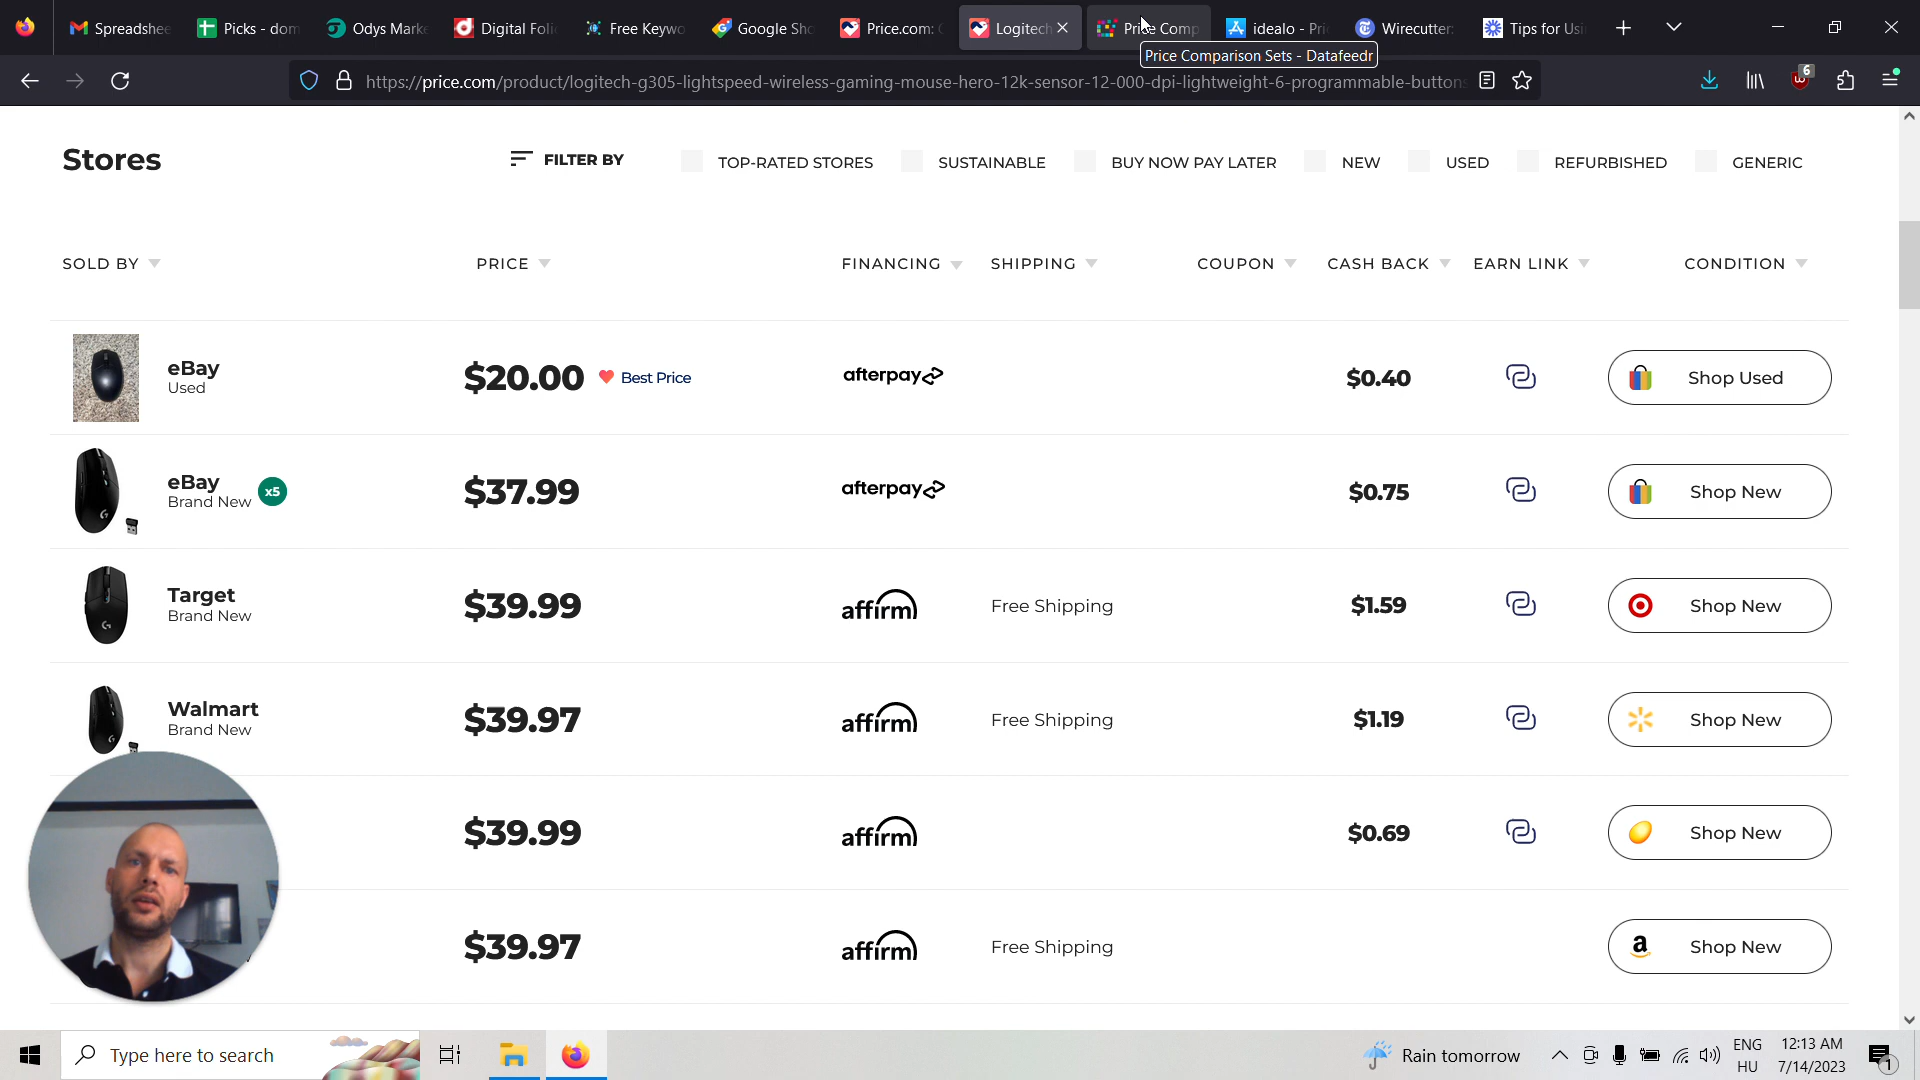 Spreadshee
Picks - dom
Odys Marke
Digital Foli
Free Keywo
Google Sho
Price.com: C
Logitech
Price Comp
idealo - Pri
Wirecutter:
Tips for Usi
Price Comparison Sets - Datafeedr
https://price.com/product/logitech-g305-lightspeed-wireless-gaming-mouse-hero-12k-sensor-12-000-dpi-lightweight-6-programmable-buttons
6
Stores
FILTER BY
TOP-RATED STORES
SUSTAINABLE
BUY NOW PAY LATER
NEW
USED
REFURBISHED
GENERIC
SOLD BY
PRICE
FINANCING
SHIPPING
COUPON
CASH BACK
EARN LINK
CONDITION
eBay
Used
$20.00
Best Price
afterpay
$0.40
Shop Used
eBay
Brand New
x5
$37.99
afterpay
$0.75
Shop New
Target
Brand New
$39.99
affirm
Free Shipping
$1.59
Shop New
Walmart
Brand New
$39.97
affirm
Free Shipping
$1.19
Shop New
$39.99
affirm
$0.69
Shop New
$39.97
affirm
Free Shipping
a
Shop New
Type here to search
Rain tomorrow
ENG
HU
12:13 AM
7/14/2023
1